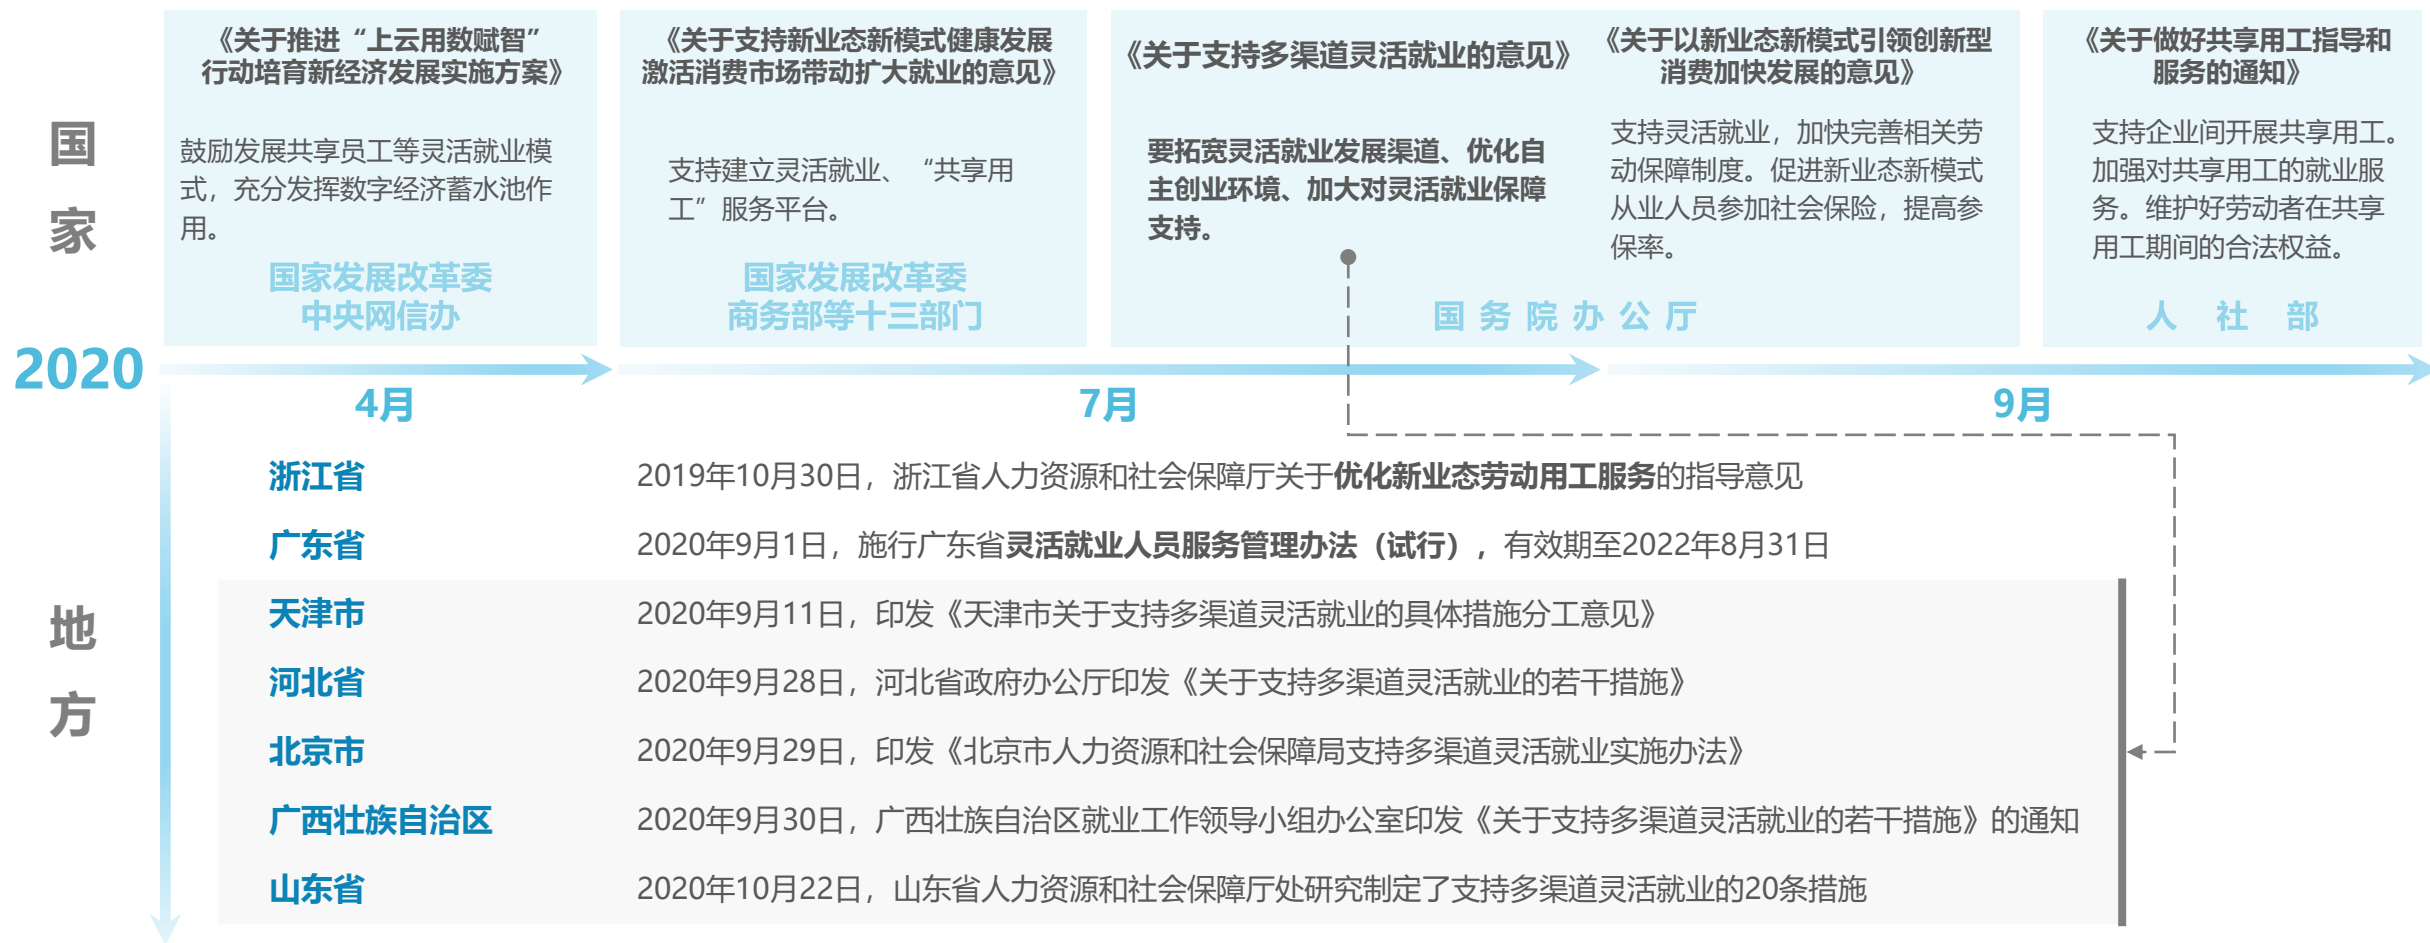 国家
《关于推进“上云用数赋智”
行动培育新经济发展实施方案》
鼓励发展共享员工等灵活就业模
式，充分发挥数字经济蓄水池作
用。
国家发展改革委
中央网信办
《关于支持新业态新模式健康发展
激活消费市场带动扩大就业的意见》
支持建立灵活就业、“共享用
工”服务平台。
国家发展改革委
商务部等十三部门
《关于支持多渠道灵活就业的意见》
要拓宽灵活就业发展渠道、优化自
主创业环境、加大对灵活就业保障
支持。
《关于以新业态新模式引领创新型
消费加快发展的意见》
支持灵活就业，加快完善相关劳
动保障制度。促进新业态新模式
从业人员参加社会保险，提高参
保率。
国务院办公厅
《关于做好共享用工指导和
服务的通知》
支持企业间开展共享用工。
加强对共享用工的就业服
务。维护好劳动者在共享
用工期间的合法权益。
人社部
2020
4月
7月
9月
地方
浙江省
2019年10月30日，浙江省人力资源和社会保障厅关于优化新业态劳动用工服务的指导意见
广东省
2020年9月1日，施行广东省灵活就业人员服务管理办法（试行），有效期至2022年8月31日
天津市
2020年9月11日，印发《天津市关于支持多渠道灵活就业的具体措施分工意见》
河北省
2020年9月28日，河北省政府办公厅印发《关于支持多渠道灵活就业的若干措施》
北京市
2020年9月29日，印发《北京市人力资源和社会保障局支持多渠道灵活就业实施办法》
广西壮族自治区
2020年9月30日，广西壮族自治区就业工作领导小组办公室印发《关于支持多渠道灵活就业的若干措施》的通知
山东省
2020年10月22日，山东省人力资源和社会保障厅处研究制定了支持多渠道灵活就业的20条措施